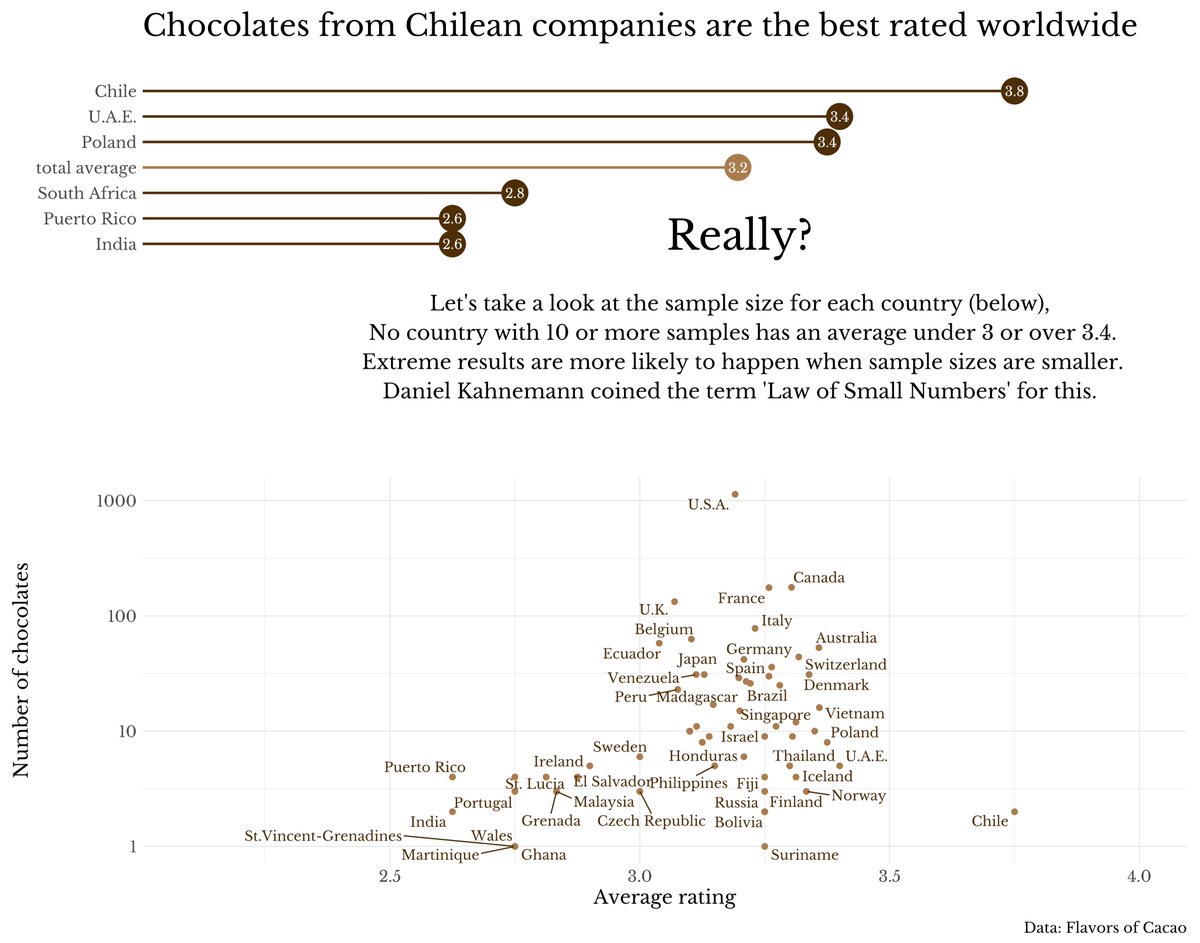 Chocolates from Chilean companies are the best rated worldwide
Chile 3.8
U.A.E. 3.4
Poland 3.4
total average 3.2
South Africa 2.8
Puerto Rico 2.6
India 2.6
Really?
Let's take a look at the sample size for each country (below),
No country with 10 or more samples has an average under 3 or over 3.4.
Extreme results are more likely to happen when sample sizes are smaller.
Daniel Kahnemann coined the term 'Law of Small Numbers' for this.
Number of chocolates
1000
U.S.A.
Canada
France
100
U.K.
Italy
Belgium
Australia
Ecuador
Japan
Germany
Switzerland
Venezuela
Spain
Denmark
Peru
Madagascar
Brazil
Singapore
Vietnam
10
Israel
Poland
Sweden
Honduras
Thailand
U.A.E.
Puerto Rico
Ireland
St. Lucia
El Salvador
Philippines
Fiji
Iceland
Portugal
Malaysia
Russia
Finland
Norway
India
Grenada
Czech Republic
Bolivia
Chile
St.Vincent-Grenadines
Wales
1
Martinique
Ghana
Suriname
2.5 3.0 3.5 4.0
Average rating
Data: Flavors of Cacao